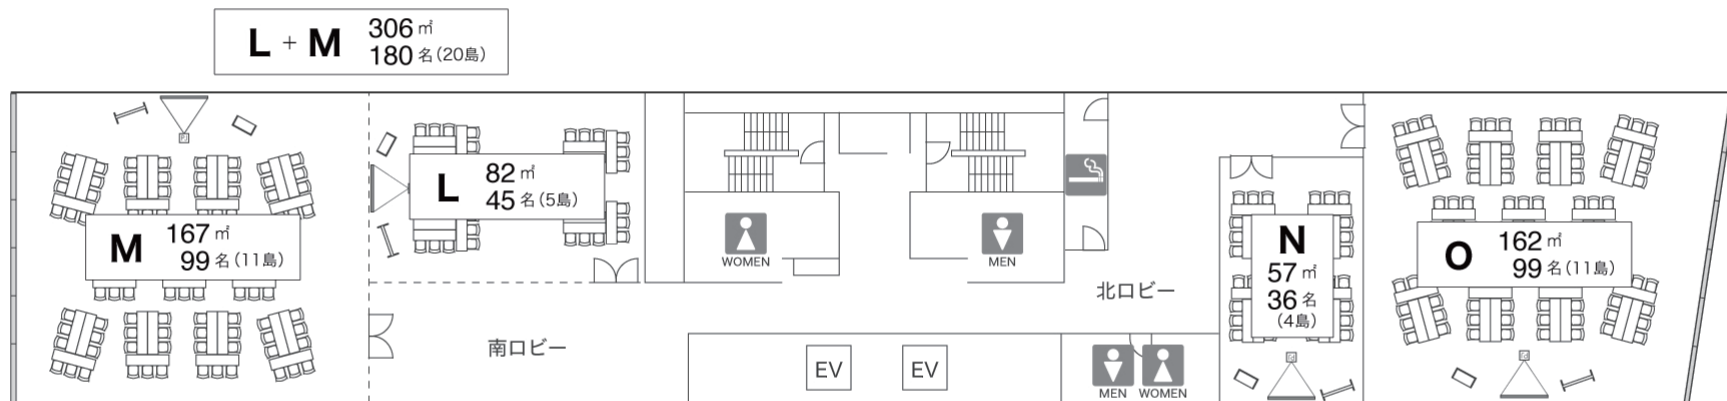 L + M 306㎡
180名(20島)
M 167㎡
99名(11島)
L 82㎡
45名(5島)
WOMEN
MEN
北ロビー
南ロビー
EV
EV
MEN
WOMEN
N
57㎡
36名
(4島)
O 162㎡
99名(11島)